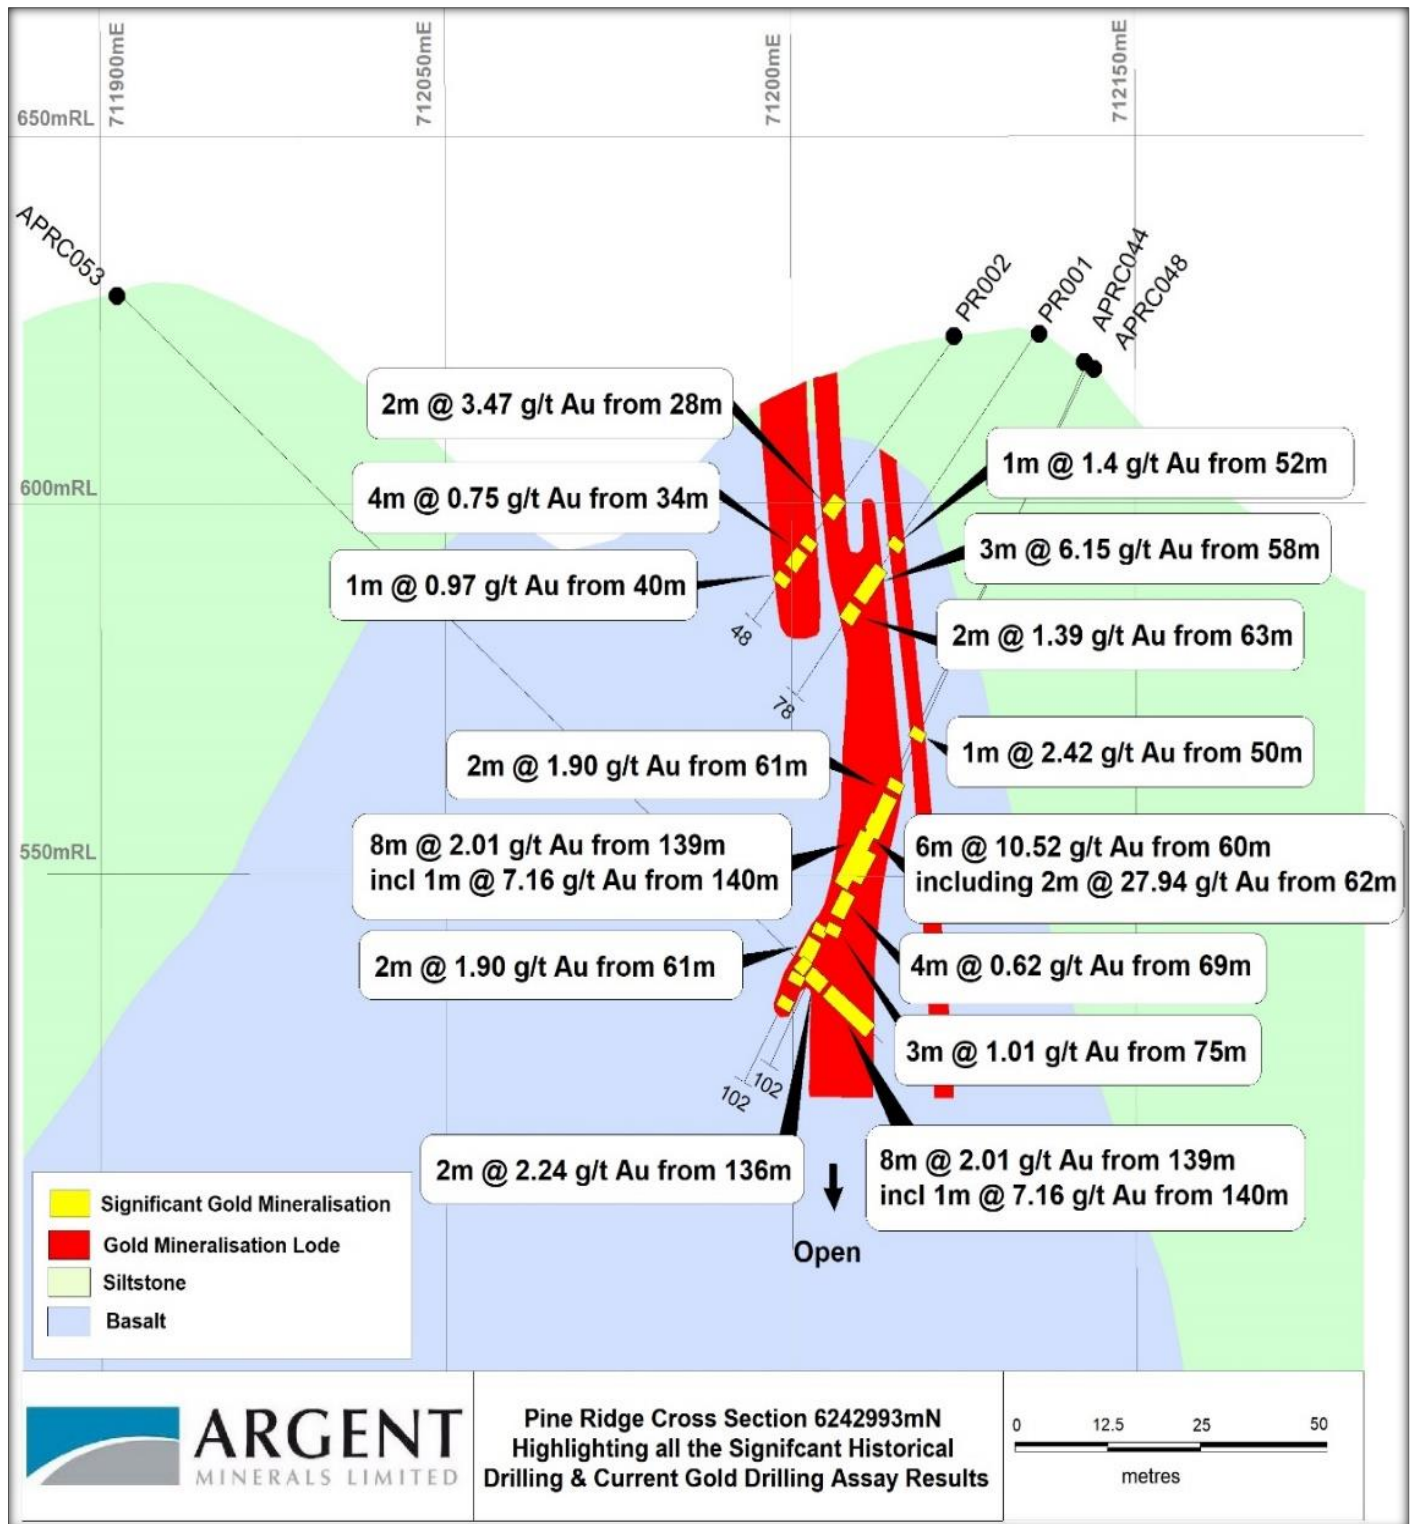 711900mE
712050mE
71200mE
712150mE
650mRL
APRC053
PR002
PR001
APRC044
APRC048
2m @ 3.47 g/t Au from 28m
1m @ 1.4 g/t Au from 52m
600mRL
4m @ 0.75 g/t Au from 34m
3m @ 6.15 g/t Au from 58m
1m @ 0.97 g/t Au from 40m
48
2m @ 1.39 g/t Au from 63m
78
2m @ 1.90 g/t Au from 61m
1m @ 2.42 g/t Au from 50m
550mRL
8m @ 2.01 g/t Au from 139m
incl 1m @ 7.16 g/t Au from 140m
6m @ 10.52 g/t Au from 60m
including 2m @ 27.94 g/t Au from 62m
2m @ 1.90 g/t Au from 61m
4m @ 0.62 g/t Au from 69m
3m @ 1.01 g/t Au from 75m
102
102
2m @ 2.24 g/t Au from 136m
8m @ 2.01 g/t Au from 139m
incl 1m @ 7.16 g/t Au from 140m
Open
Significant Gold Mineralisation
Gold Mineralisation Lode
Siltstone
Basalt
ARGENT
MINERALS LIMITED
Pine Ridge Cross Section 6242993mN
Highlighting all the Signifcant Historical
Drilling & Current Gold Drilling Assay Results
0 12.5 25 50
metres